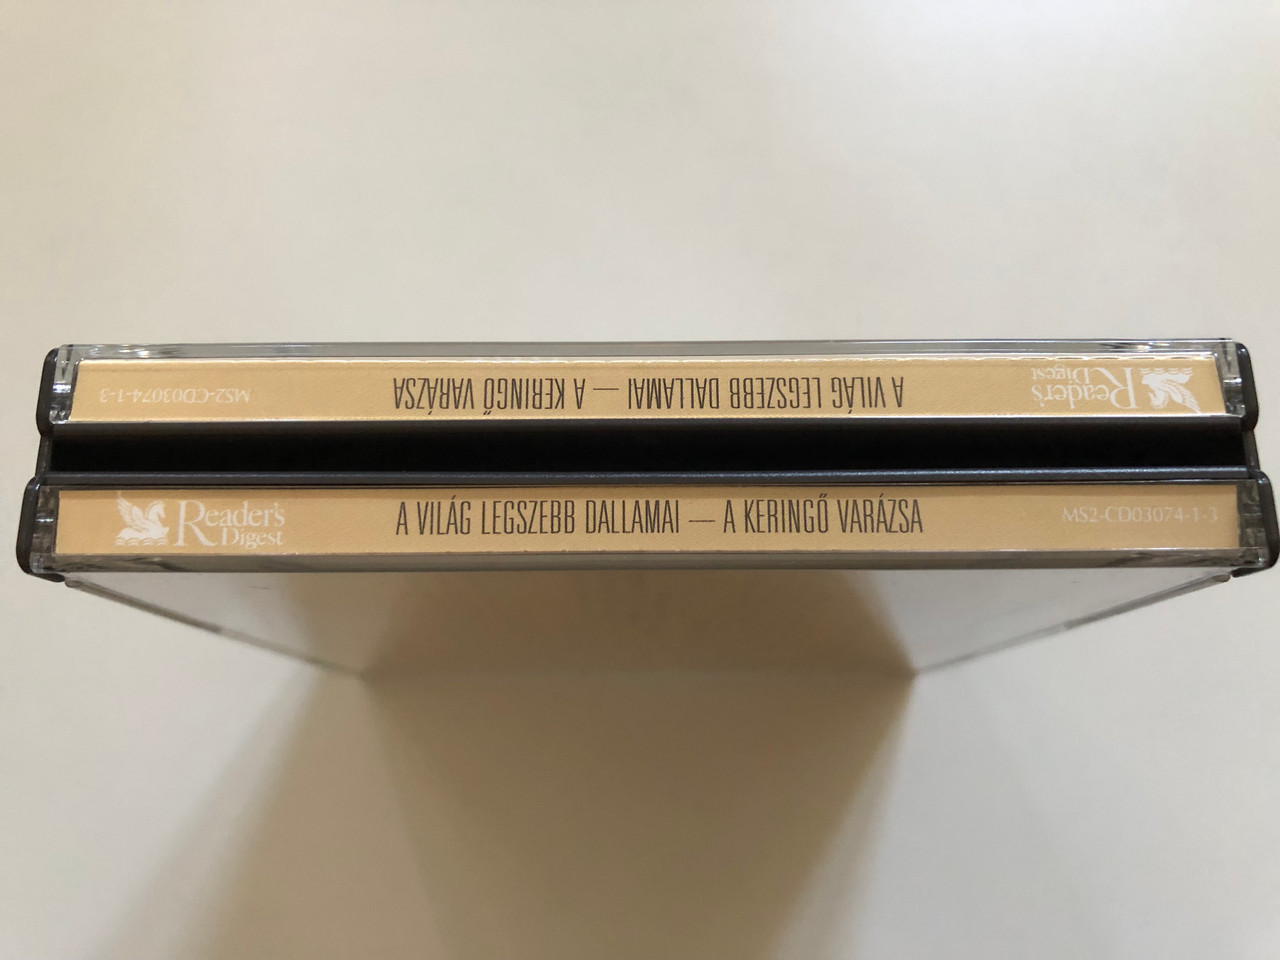 MS2-CD03074-1-3 A VILÁG LEGSZEBB DALLAMAI — A KERINGŐ VARÁZSA Reader's Digest
Reader's Digest A VILÁG LEGSZEBB DALLAMAI — A KERINGŐ VARÁZSA MS2-CD03074-1-3